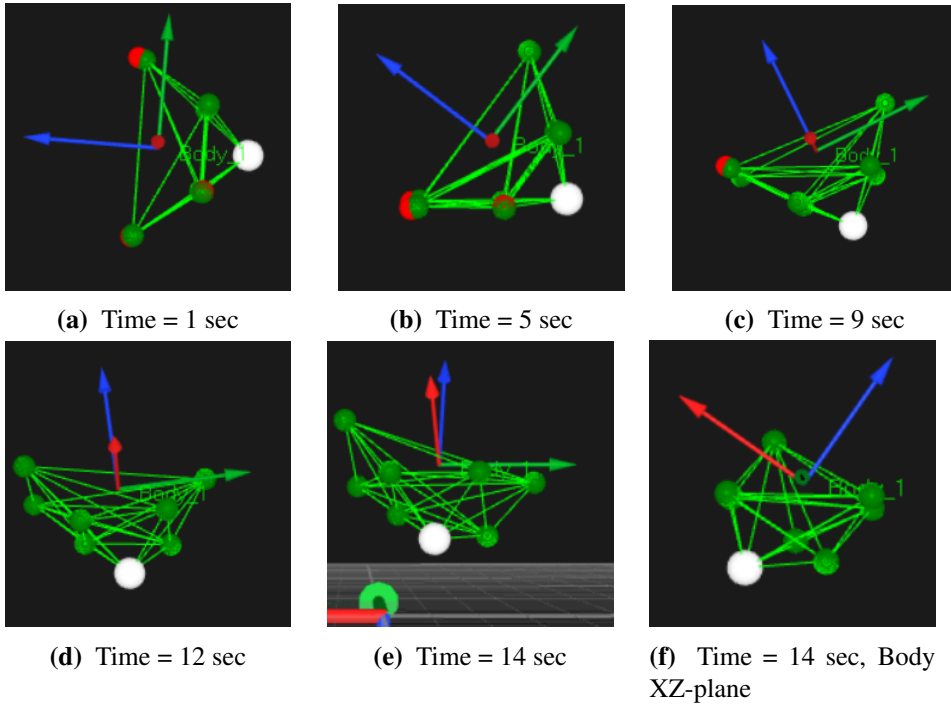 Body_1
Body_1
Body_1
(a) Time = 1 sec
(b) Time = 5 sec
(c) Time = 9 sec
Body_1
Body_1
(d) Time = 12 sec
(e) Time = 14 sec
(f) Time = 14 sec, Body
XZ-plane